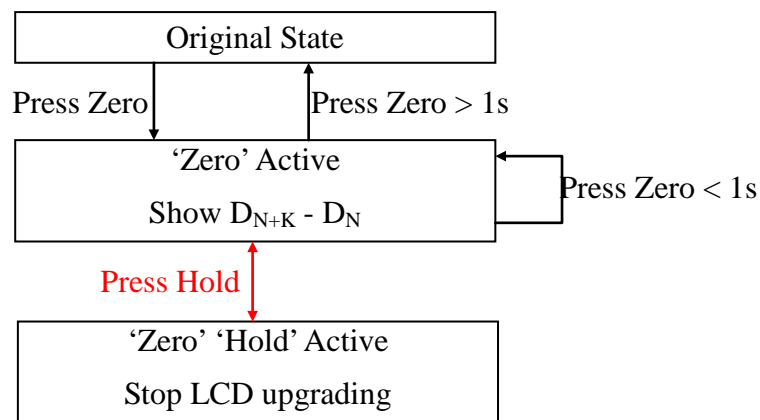 Original State
Press Zero
Press Zero > 1s
‘Zero’ Active
Press Zero < 1s
Show D_{N+K} - D_N
Press Hold
‘Zero’ ‘Hold’ Active
Stop LCD upgrading